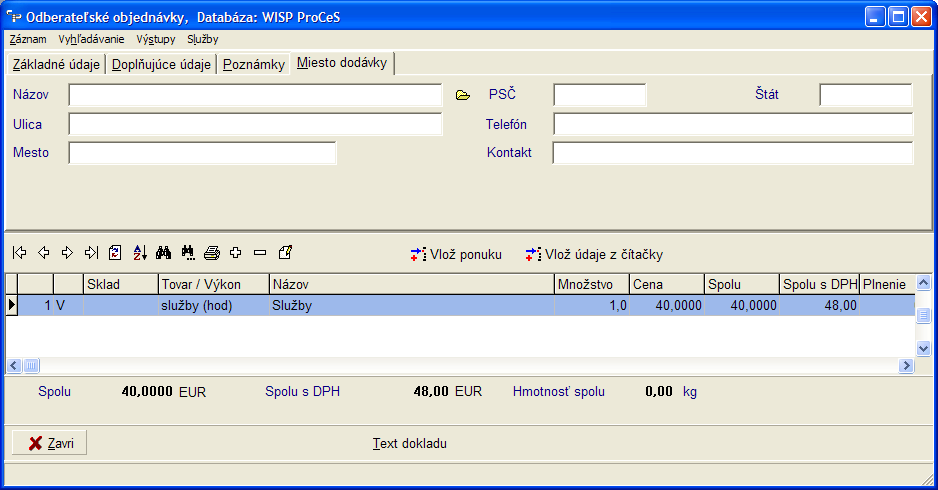 Odberateľské objednávky, Databáza: WISP ProCeS
Záznam Vyhľadávanie Výstupy Služby
Základné údaje Doplňujúce údaje Poznámky Miesto dodávky
Názov PSČ Štát
Ulica Telefón
Mesto Kontakt
Vlož ponuku Vlož údaje z čítačky
Sklad Tovar / Výkon Názov Množstvo Cena Spolu Spolu s DPH Plnenie
1 V služby (hod) Služby 1,0 40,0000 40,0000 48,00
Spolu 40,0000 EUR Spolu s DPH 48,00 EUR Hmotnosť spolu 0,00 kg
Zavri Text dokladu